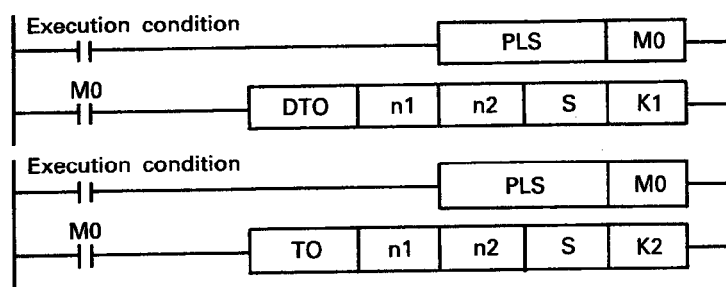 Execution condition
PLS M0
M0
DTO n1 n2 S K1
Execution condition
PLS M0
M0
TO n1 n2 S K2